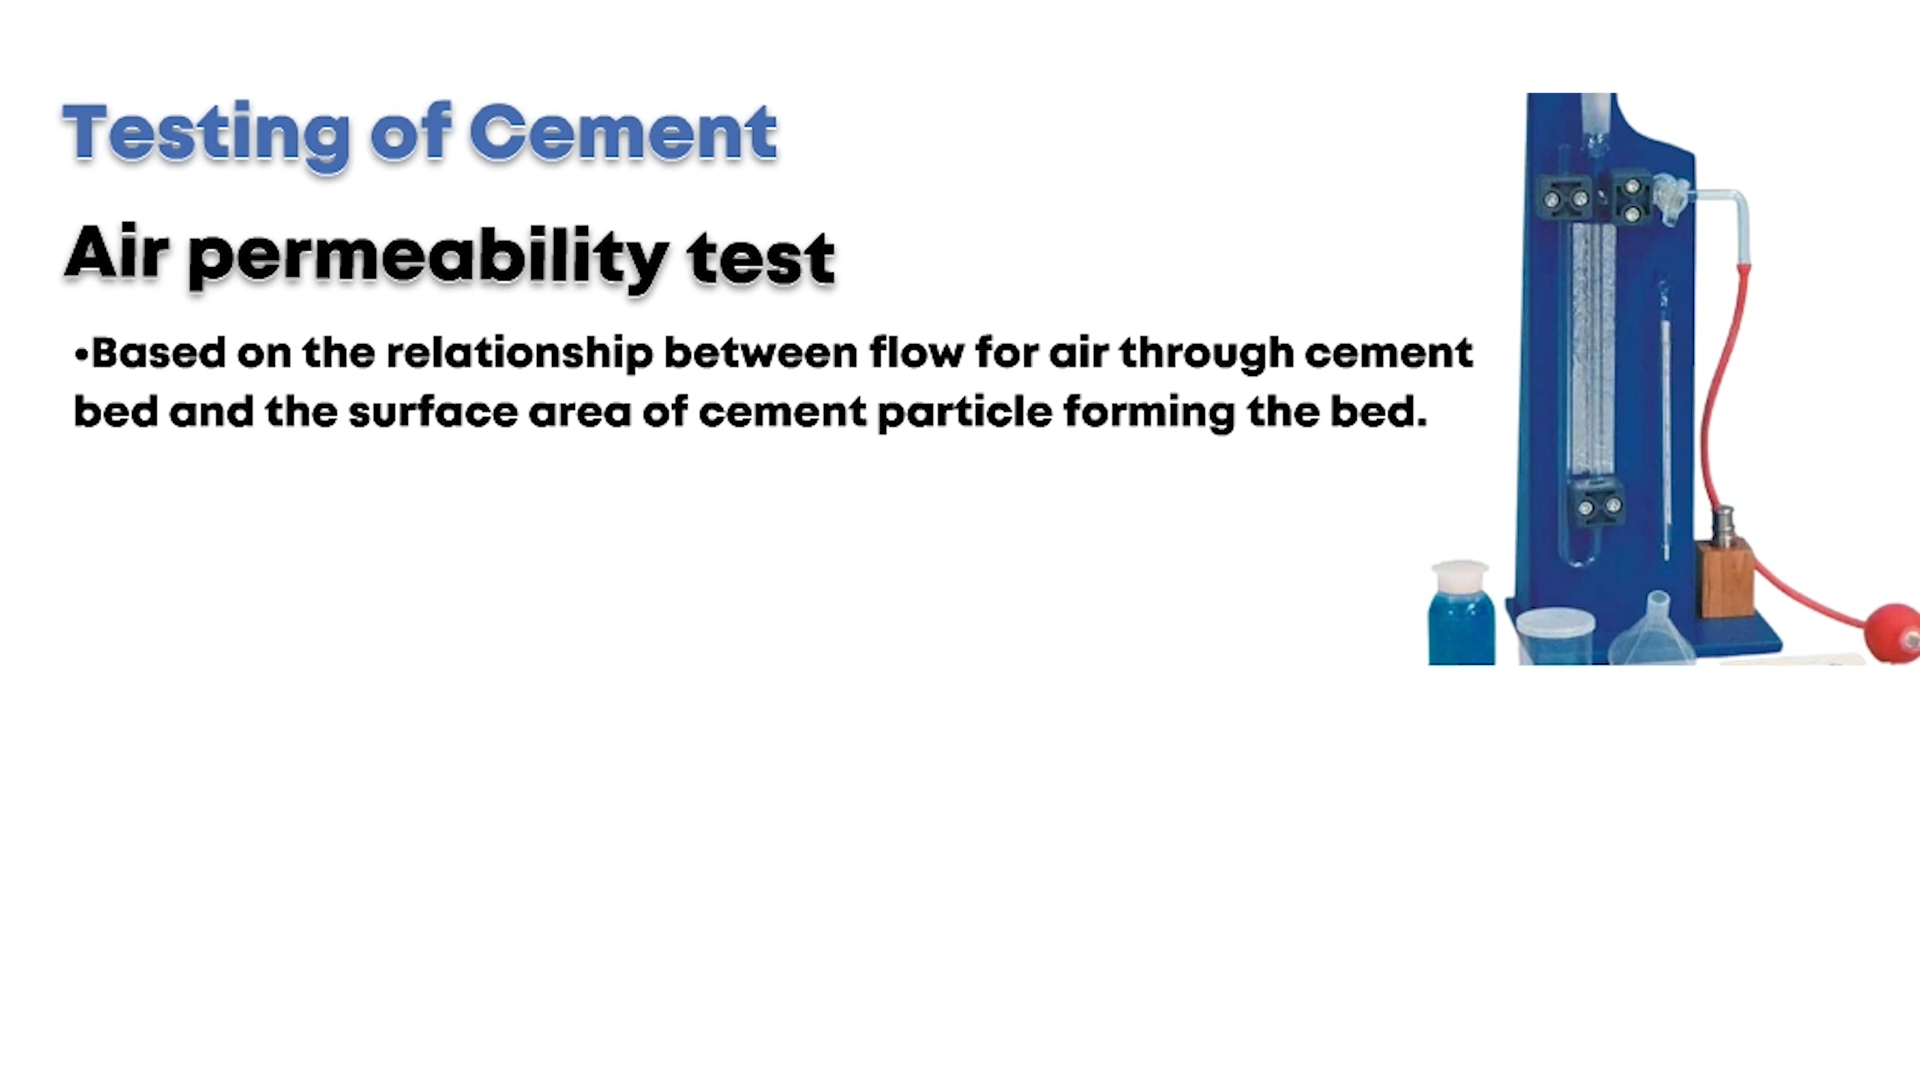 Testing of Cement
Air permeability test
•Based on the relationship between flow for air through cement
bed and the surface area of cement particle forming the bed.